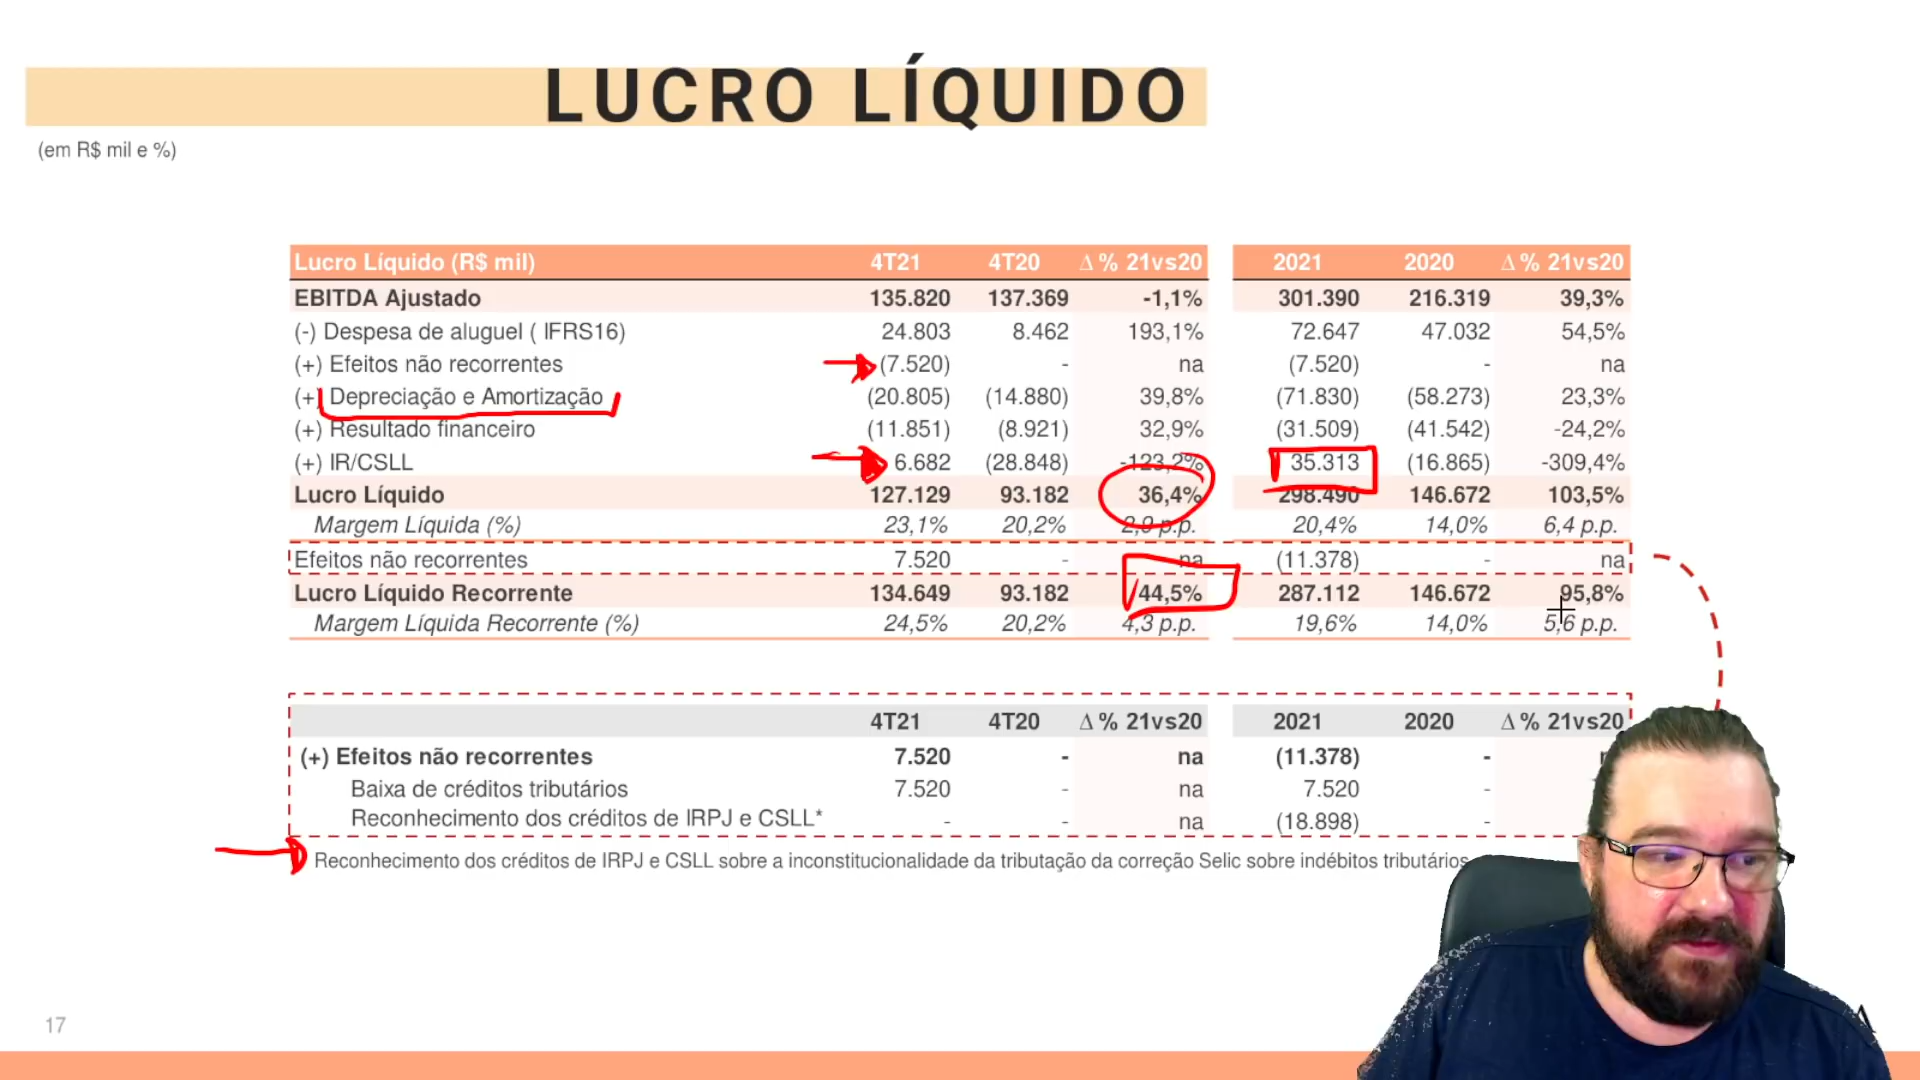 LUCRO LÍQUIDO
(em R$ mil e %)
Lucro Líquido (R$ mil) 4T21 4T20 Δ % 21vs20 2021 2020 Δ % 21vs20
EBITDA Ajustado 135.820 137.369 -1,1% 301.390 216.319 39,3%
(-) Despesa de aluguel ( IFRS16) 24.803 8.462 193,1% 72.647 47.032 54,5%
(+) Efeitos não recorrentes (7.520) - na (7.520) - na
(+) Depreciação e Amortização (20.805) (14.880) 39,8% (71.830) (58.273) 23,3%
(+) Resultado financeiro (11.851) (8.921) 32,9% (31.509) (41.542) -24,2%
(+) IR/CSLL 6.682 (28.848) -123,2% 35.313 (16.865) -309,4%
Lucro Líquido 127.129 93.182 36,4% 298.490 146.672 103,5%
Margem Líquida (%) 23,1% 20,2% 2,9 p.p. 20,4% 14,0% 6,4 p.p.
Efeitos não recorrentes 7.520 - na (11.378) - na
Lucro Líquido Recorrente 134.649 93.182 44,5% 287.112 146.672 95,8%
Margem Líquida Recorrente (%) 24,5% 20,2% 4,3 p.p. 19,6% 14,0% 5,6 p.p.
4T21 4T20 Δ % 21vs20 2021 2020 Δ % 21vs20
(+) Efeitos não recorrentes 7.520 - na (11.378) -
Baixa de créditos tributários 7.520 - na 7.520 -
Reconhecimento dos créditos de IRPJ e CSLL* - - na (18.898) -
Reconhecimento dos créditos de IRPJ e CSLL sobre a inconstitucionalidade da tributação da correção Selic sobre indébitos tributários
17